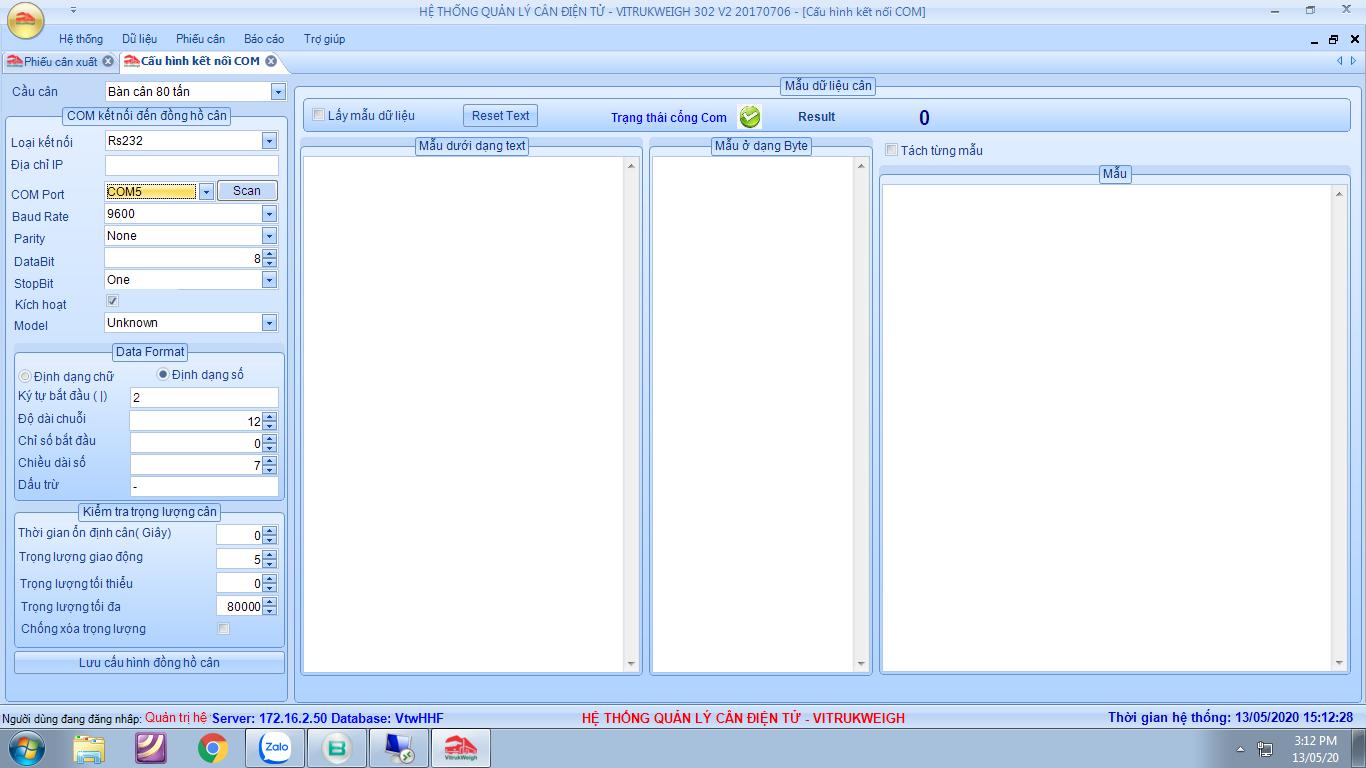 HỆ THỐNG QUẢN LÝ CÂN ĐIỆN TỬ - VITRUKWEIGH 302 V2 20170706 - [Cấu hình kết nối COM]
Hệ thống Dữ liệu Phiếu cân Báo cáo Trợ giúp
Phiếu cân xuất Cấu hình kết nối COM
Cầu cân Bàn cân 80 tấn
COM kết nối đến đồng hồ cân
Loại kết nối Rs232
Địa chỉ IP
COM Port COM5 Scan
Baud Rate 9600
Parity None
DataBit 8
StopBit One
Kích hoạt
Model Unknown
Data Format
Định dạng chữ Định dạng số
Ký tự bắt đầu ( |) 2
Độ dài chuỗi 12
Chỉ số bắt đầu 0
Chiều dài số 7
Dấu trừ -
Kiểm tra trọng lượng cân
Thời gian ổn định cân( Giây) 0
Trọng lượng giao động 5
Trọng lượng tối thiểu 0
Trọng lượng tối đa 80000
Chống xóa trọng lượng
Lưu cấu hình đồng hồ cân
Mẫu dữ liệu cân
Lấy mẫu dữ liệu Reset Text Trạng thái cổng Com Result 0
Mẫu dưới dạng text Mẫu ở dạng Byte Tách từng mẫu
Mẫu
Người dùng đang đăng nhập: Quản trị hệ Server: 172.16.2.50 Database: VtwHHF HỆ THỐNG QUẢN LÝ CÂN ĐIỆN TỬ - VITRUKWEIGH Thời gian hệ thống: 13/05/2020 15:12:28
Zalo
VitrukWeigh
3:12 PM
13/05/20